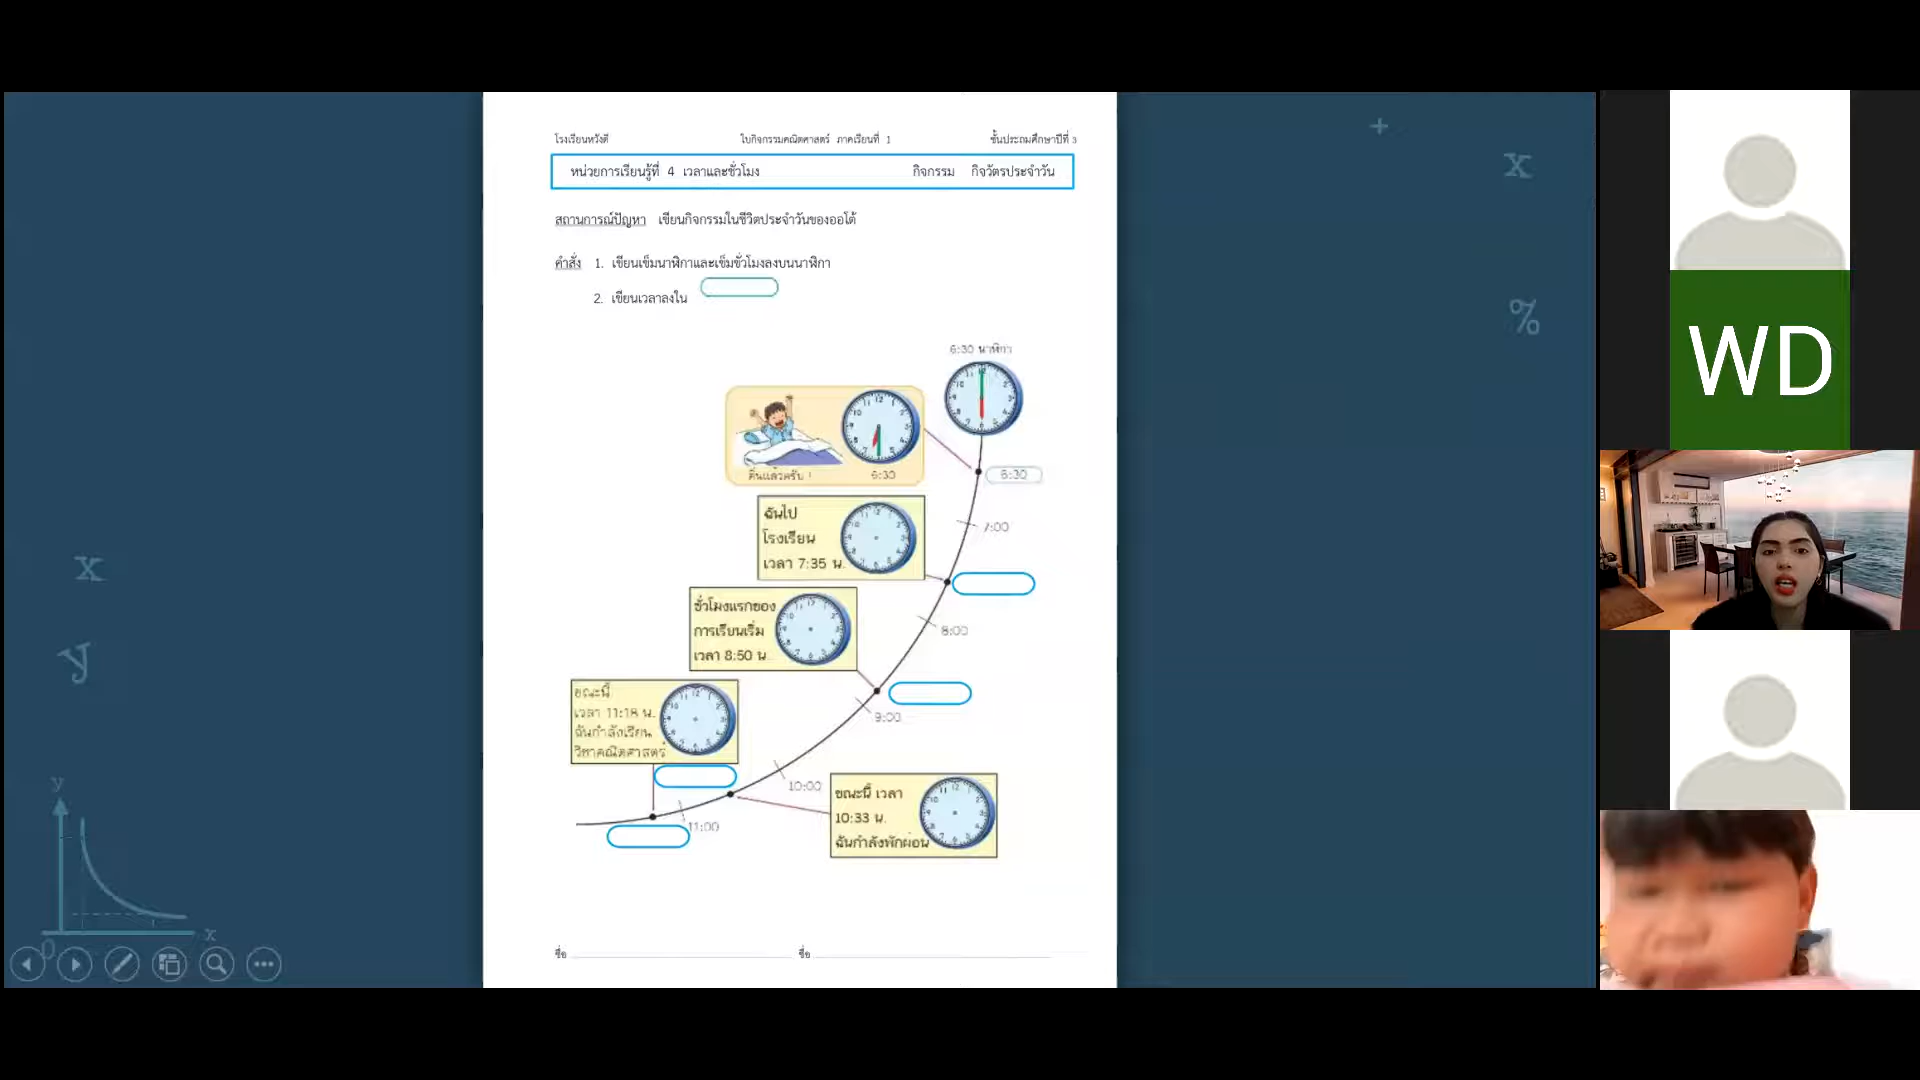 โรงเรียนหวังดี ใบกิจกรรมคณิตศาสตร์ ภาคเรียนที่ 1 ชั้นประถมศึกษาปีที่ 3
หน่วยการเรียนรู้ที่ 4 เวลาและชั่วโมง กิจกรรม กิจวัตรประจำวัน
สถานการณ์ปัญหา เขียนกิจกรรมในชีวิตประจำวันของออโต้
คำสั่ง 1. เขียนเข็มนาฬิกาและเข็มชั่วโมงลงบนนาฬิกา
2. เขียนเวลาลงใน
6:30 นาฬิกา
ตื่นแล้วครับ ! 6:30
6:30
ฉันไป
โรงเรียน
เวลา 7:35 น.
7:00
ชั่วโมงแรกของ
การเรียนเริ่ม
เวลา 8:50 น
8:00
ขณะนี้
เวลา 11:18 น.
ฉันกำลังเรียน
วิชาคณิตศาสตร์
9:00
10:00
ขณะนี้ เวลา
10:33 น.
ฉันกำลังพักผ่อน
11:00
ชื่อ ชื่อ
+
x
%
x
y
y
x
0
WD